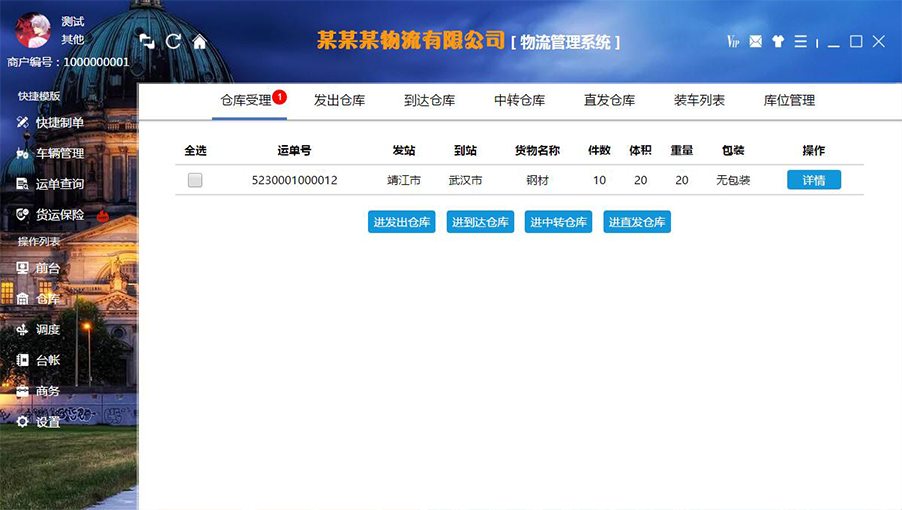 测试
其他
商户编号：1000000001
某某某物流有限公司 [ 物流管理系统 ]
VIP
快捷模版
快捷制单
车辆管理
运单查询
货运保险
操作列表
前台
仓库
调度
台帐
商务
设置
仓库受理 1 发出仓库 到达仓库 中转仓库 直发仓库 装车列表 库位管理
全选 运单号 发站 到站 货物名称 件数 体积 重量 包装 操作
5230001000012 靖江市 武汉市 钢材 10 20 20 无包装 详情
进发出仓库 进到达仓库 进中转仓库 进直发仓库